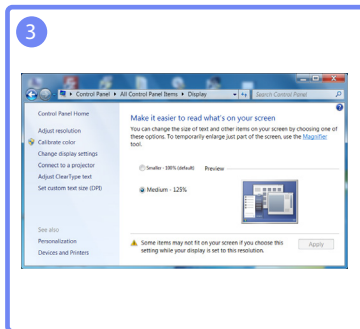 3
Control Panel ▸ All Control Panel Items ▸ Display
Search Control Panel
Control Panel Home
Adjust resolution
Calibrate color
Change display settings
Connect to a projector
Adjust ClearType text
Set custom text size (DPI)
See also
Personalization
Devices and Printers
Make it easier to read what's on your screen
You can change the size of text and other items on your screen by choosing one of
these options. To temporarily enlarge just part of the screen, use the Magnifier
tool.
Smaller - 100% (default)
Preview
Medium - 125%
Some items may not fit on your screen if you choose this
setting while your display is set to this resolution.
Apply